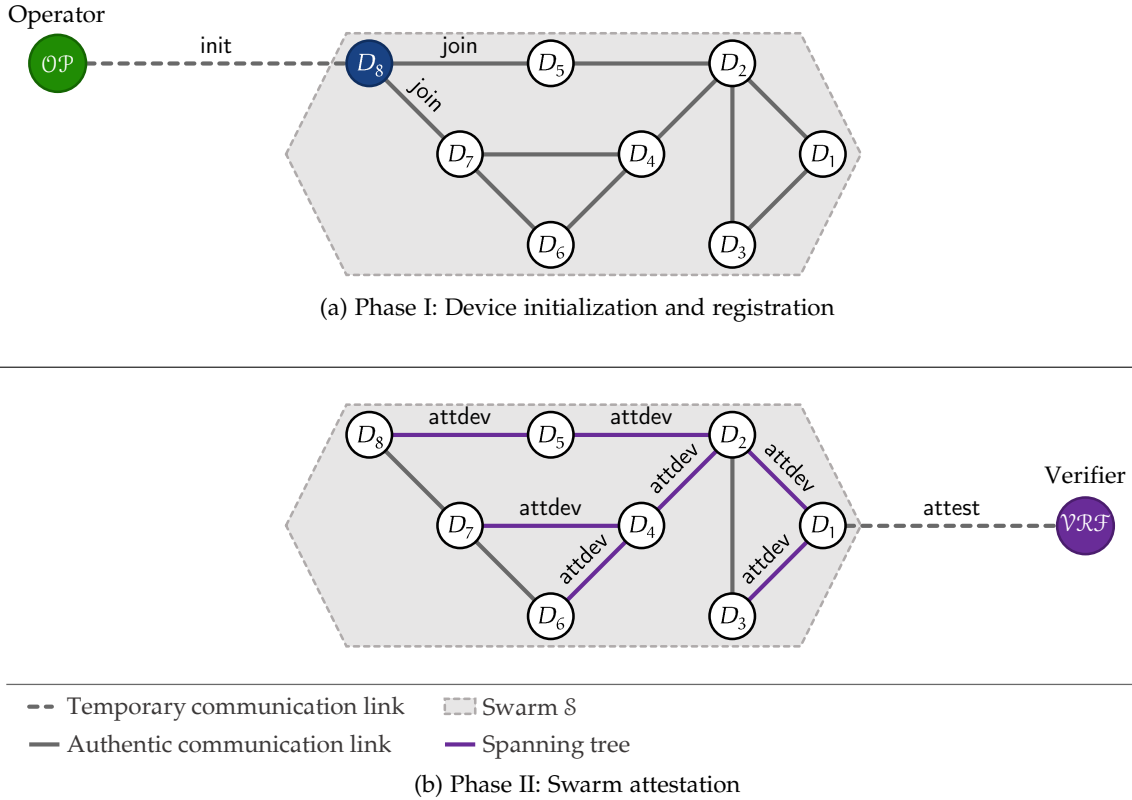 Operator
𝒪𝒫
init
D₈
join
D₅
D₂
join
D₇
D₄
D₁
D₆
D₃
(a) Phase I: Device initialization and registration
D₈
attdev
D₅
attdev
D₂
attdev
attdev
Verifier
D₇
attdev
D₄
D₁
attest
𝒱ℛℱ
attdev
attdev
D₆
D₃
Temporary communication link
Swarm 𝒮
Authentic communication link
Spanning tree
(b) Phase II: Swarm attestation